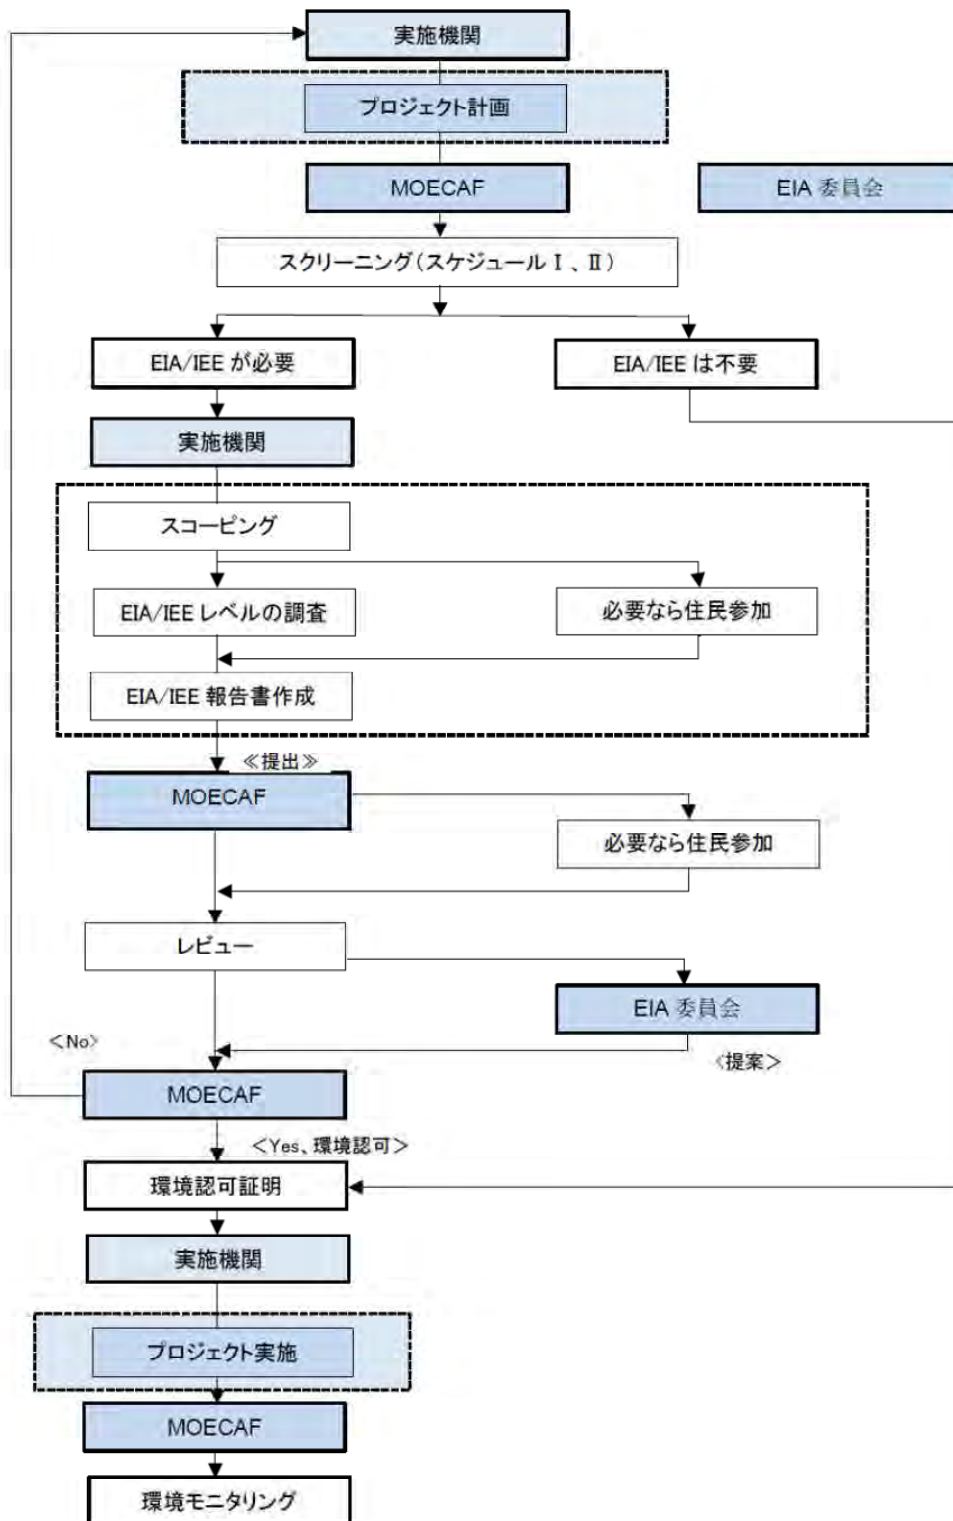 実施機関
プロジェクト計画
MOECAF
EIA 委員会
スクリーニング(スケジュールⅠ、Ⅱ)
EIA/IEE が必要
EIA/IEE は不要
実施機関
スコーピング
EIA/IEE レベルの調査
必要なら住民参加
EIA/IEE 報告書作成
≪提出≫
MOECAF
必要なら住民参加
レビュー
EIA 委員会
<No>
<提案>
MOECAF
<Yes、環境認可>
環境認可証明
実施機関
プロジェクト実施
MOECAF
環境モニタリング